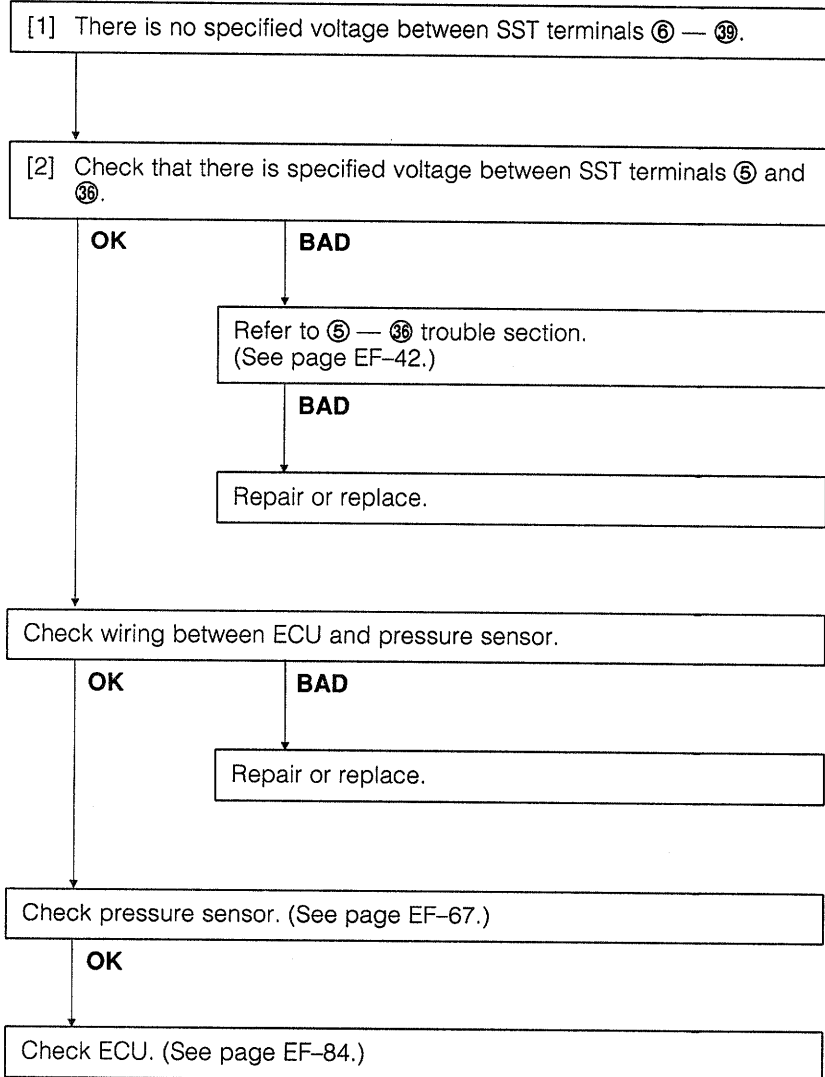 [1] There is no specified voltage between SST terminals ⑥ — ㊴.
[2] Check that there is specified voltage between SST terminals ⑤ and
㊱.
OK BAD
Refer to ⑤ — ㊱ trouble section.
(See page EF–42.)
BAD
Repair or replace.
Check wiring between ECU and pressure sensor.
OK BAD
Repair or replace.
Check pressure sensor. (See page EF–67.)
OK
Check ECU. (See page EF–84.)